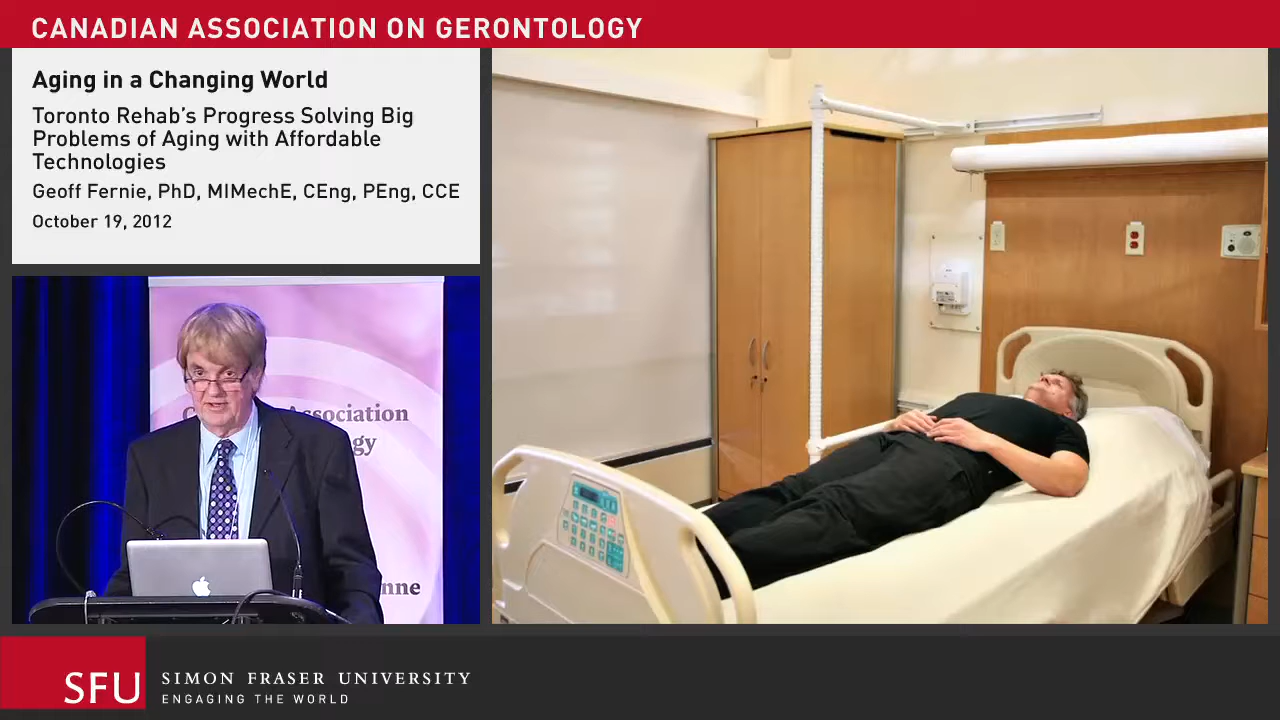 CANADIAN ASSOCIATION ON GERONTOLOGY
Aging in a Changing World
Toronto Rehab's Progress Solving Big
Problems of Aging with Affordable
Technologies
Geoff Fernie, PhD, MIMechE, CEng, PEng, CCE
October 19, 2012
Association
SFU
SIMON FRASER UNIVERSITY
ENGAGING THE WORLD